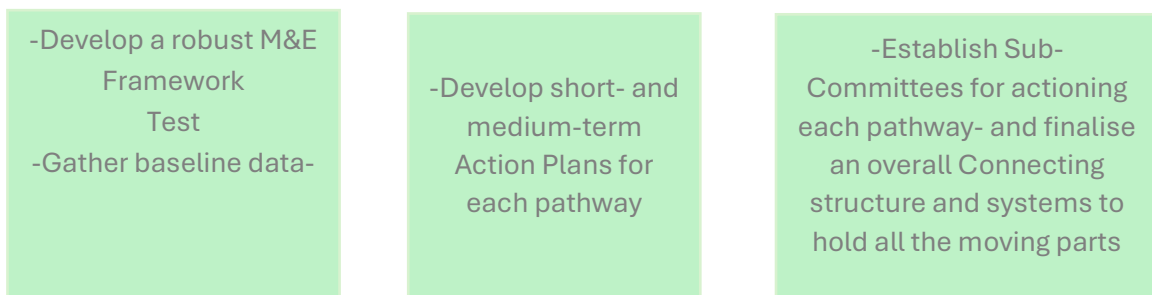 -Develop a robust M&E
Framework
Test
-Gather baseline data-
-Develop short- and
medium-term
Action Plans for
each pathway
-Establish Sub-
Committees for actioning
each pathway- and finalise
an overall Connecting
structure and systems to
hold all the moving parts